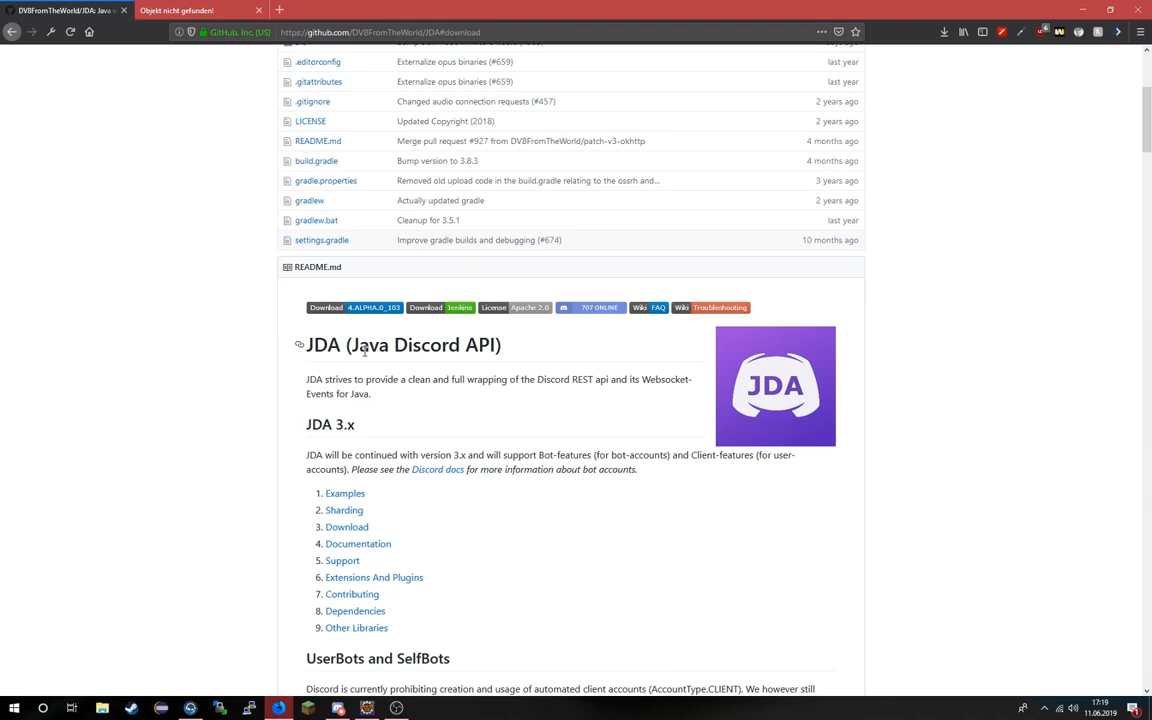 DV8FromTheWorld/JDA: Java
Objekt nicht gefunden!
GitHub, Inc. (US)
https://github.com/DV8FromTheWorld/JDA#download
.editorconfig Externalize opus binaries (#659) last year
.gitattributes Externalize opus binaries (#659) last year
.gitignore Changed audio connection requests (#457) 2 years ago
LICENSE Updated Copyright (2018) 2 years ago
README.md Merge pull request #927 from DV8FromTheWorld/patch-v3-okhttp 4 months ago
build.gradle Bump version to 3.8.3 4 months ago
gradle.properties Removed old upload code in the build.gradle relating to the ossrh and... 3 years ago
gradlew Actually updated gradle 2 years ago
gradlew.bat Cleanup for 3.5.1 last year
settings.gradle Improve gradle builds and debugging (#674) 10 months ago
README.md
Download 4.ALPHA.0_103 Download Jenkins License Apache 2.0 707 ONLINE Wiki FAQ Wiki Troubleshooting
JDA (Java Discord API)
JDA strives to provide a clean and full wrapping of the Discord REST api and its Websocket-
Events for Java.
JDA
JDA 3.x
JDA will be continued with version 3.x and will support Bot-features (for bot-accounts) and Client-features (for user-
accounts). Please see the Discord docs for more information about bot accounts.
1. Examples
2. Sharding
3. Download
4. Documentation
5. Support
6. Extensions And Plugins
7. Contributing
8. Dependencies
9. Other Libraries
UserBots and SelfBots
Discord is currently prohibiting creation and usage of automated client accounts (AccountType.CLIENT). We however still
17:19
11.06.2019